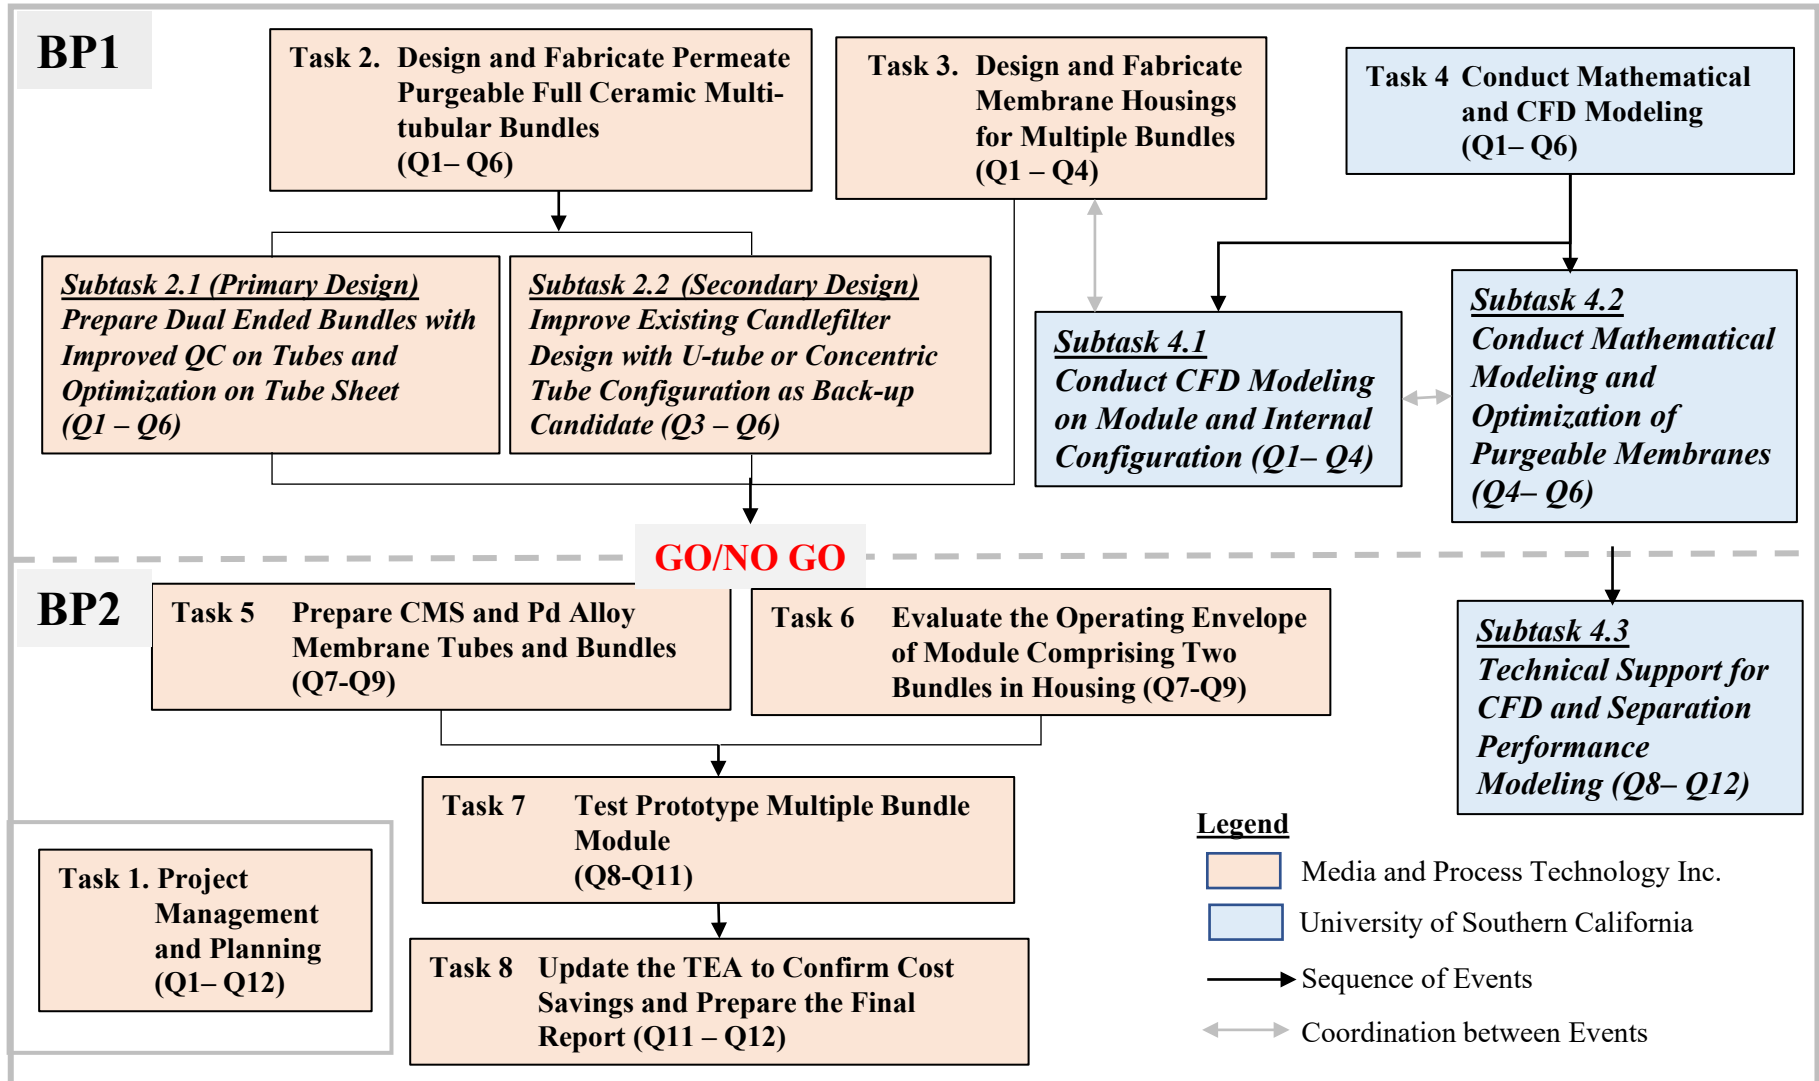 BP1
Task 2. Design and Fabricate Permeate
Purgeable Full Ceramic Multi-
tubular Bundles
(Q1– Q6)
Task 3. Design and Fabricate
Membrane Housings
for Multiple Bundles
(Q1 – Q4)
Task 4 Conduct Mathematical
and CFD Modeling
(Q1– Q6)
Subtask 2.1 (Primary Design)
Prepare Dual Ended Bundles with
Improved QC on Tubes and
Optimization on Tube Sheet
(Q1 – Q6)
Subtask 2.2 (Secondary Design)
Improve Existing Candlefilter
Design with U-tube or Concentric
Tube Configuration as Back-up
Candidate (Q3 – Q6)
Subtask 4.1
Conduct CFD Modeling
on Module and Internal
Configuration (Q1– Q4)
Subtask 4.2
Conduct Mathematical
Modeling and
Optimization of
Purgeable Membranes
(Q4– Q6)
GO/NO GO
BP2
Task 5 Prepare CMS and Pd Alloy
Membrane Tubes and Bundles
(Q7-Q9)
Task 6 Evaluate the Operating Envelope
of Module Comprising Two
Bundles in Housing (Q7-Q9)
Subtask 4.3
Technical Support for
CFD and Separation
Performance
Modeling (Q8– Q12)
Task 7 Test Prototype Multiple Bundle
Module
(Q8-Q11)
Task 1. Project
Management
and Planning
(Q1– Q12)
Task 8 Update the TEA to Confirm Cost
Savings and Prepare the Final
Report (Q11 – Q12)
Legend
Media and Process Technology Inc.
University of Southern California
Sequence of Events
Coordination between Events